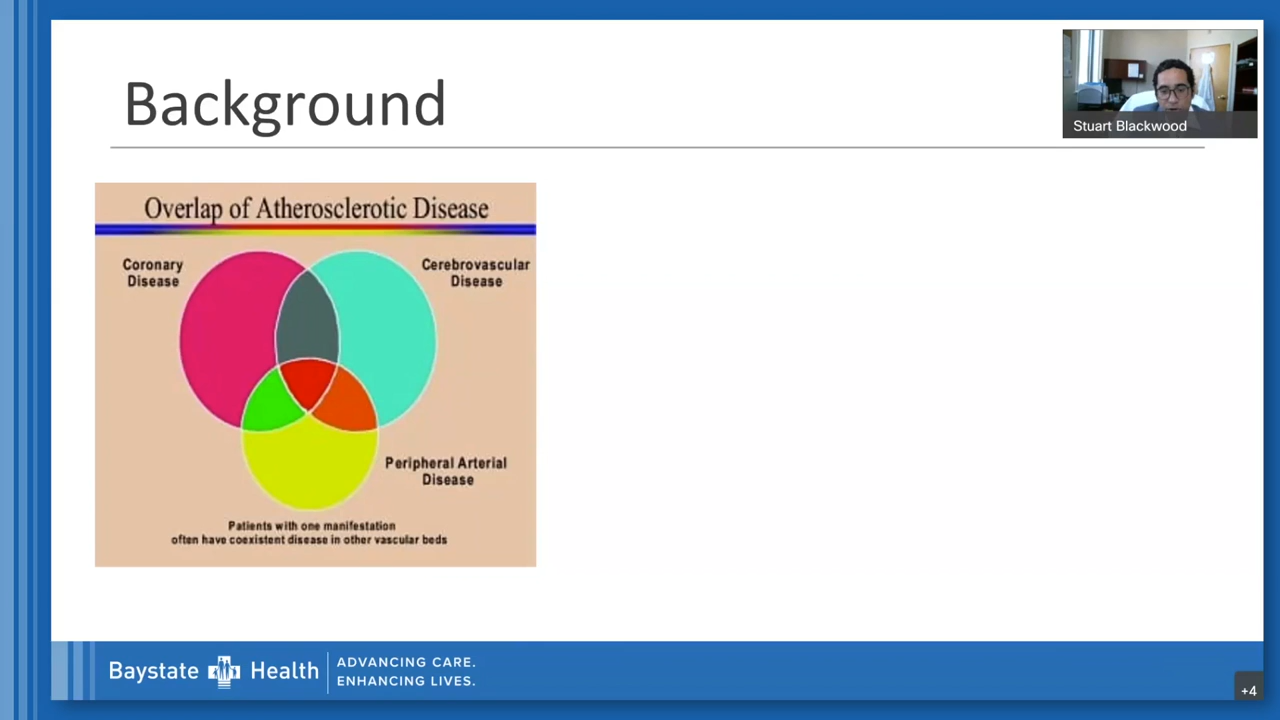 Background
Stuart Blackwood
Overlap of Atherosclerotic Disease
Coronary
Disease
Cerebrovascular
Disease
Peripheral Arterial
Disease
Patients with one manifestation
often have coexistent disease in other vascular beds
Baystate Health
ADVANCING CARE.
ENHANCING LIVES.
+4